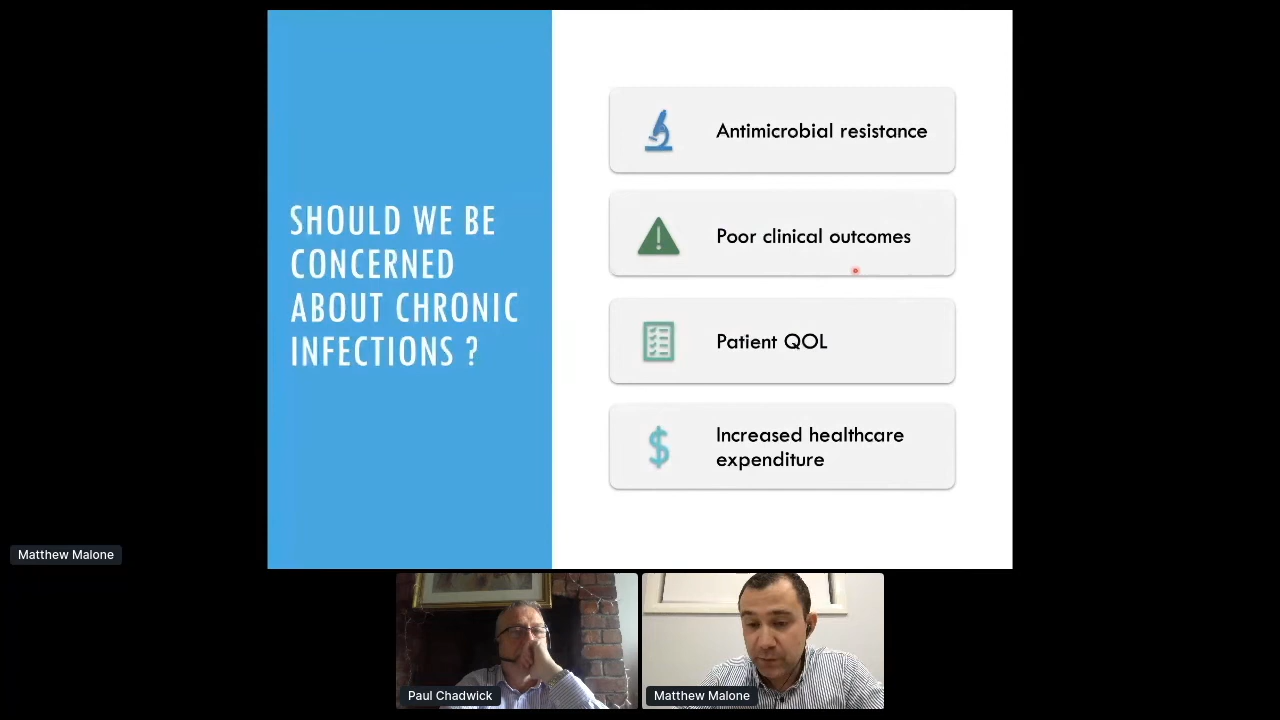 SHOULD WE BE
CONCERNED
ABOUT CHRONIC
INFECTIONS ?
Antimicrobial resistance
Poor clinical outcomes
Patient QOL
Increased healthcare
expenditure
Matthew Malone
Paul Chadwick
Matthew Malone